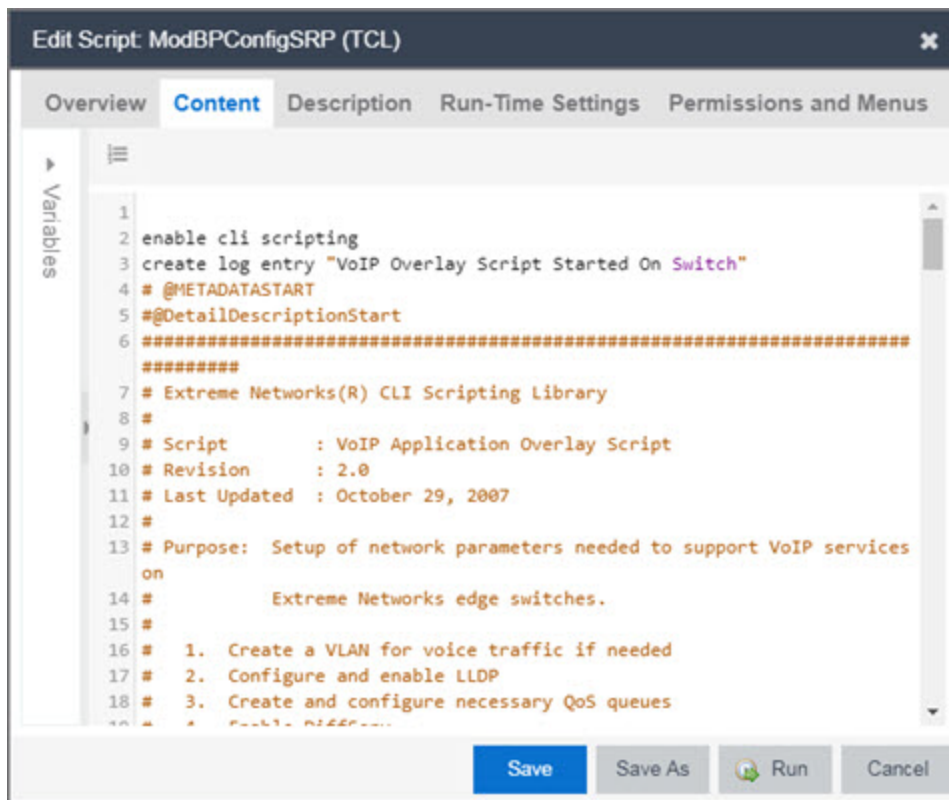 Edit Script: ModBPConfigSRP (TCL)
Overview Content Description Run-Time Settings Permissions and Menus
Variables
1
2 enable cli scripting
3 create log entry "VoIP Overlay Script Started On Switch"
4 # @METADATASTART
5 #@DetailDescriptionStart
6 #######################################################################
#########
7 # Extreme Networks(R) CLI Scripting Library
8 #
9 # Script        : VoIP Application Overlay Script
10 # Revision      : 2.0
11 # Last Updated  : October 29, 2007
12 #
13 # Purpose:  Setup of network parameters needed to support VoIP services
on
14 #           Extreme Networks edge switches.
15 #
16 #   1.  Create a VLAN for voice traffic if needed
17 #   2.  Configure and enable LLDP
18 #   3.  Create and configure necessary QoS queues
19 #   4.  Enable DiffServ
Save Save As Run Cancel